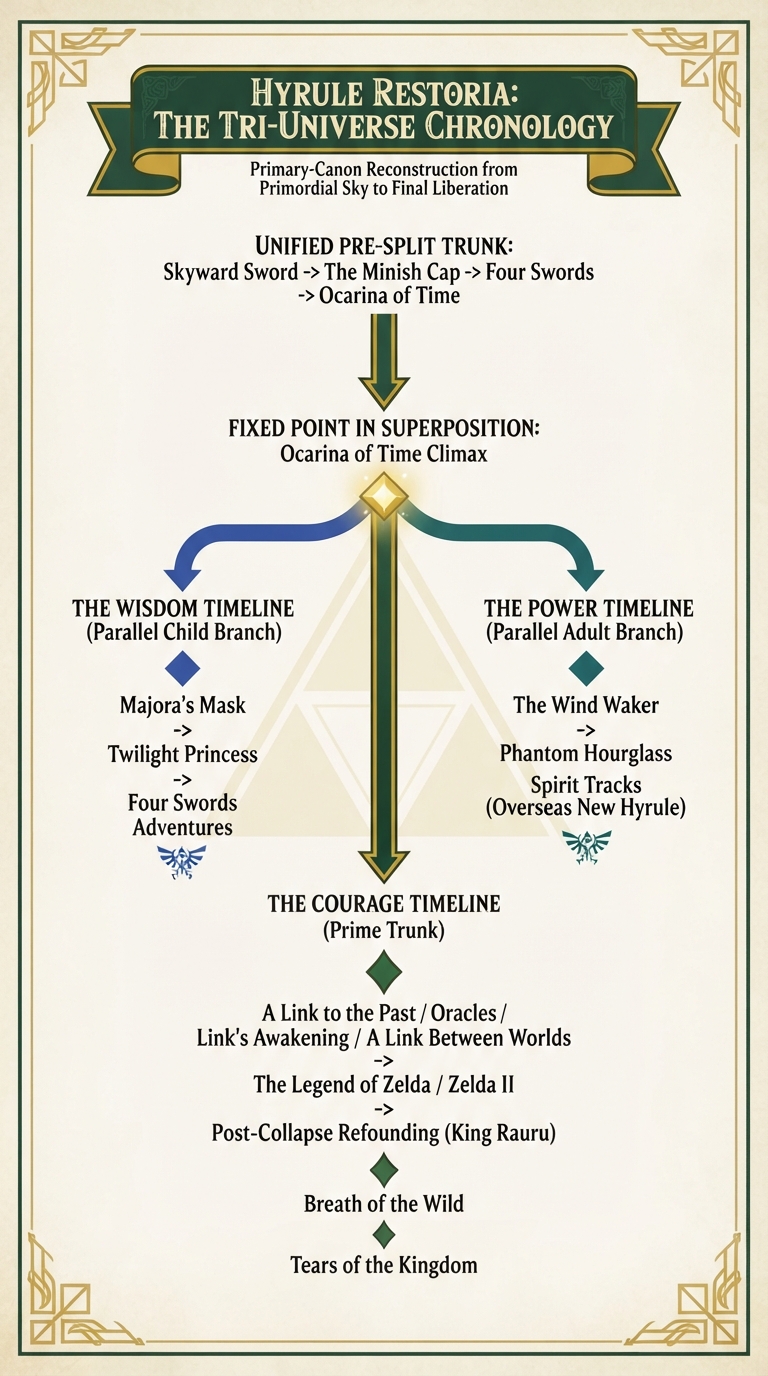 HYRULE RESTORIA:
THE TRI-UNIVERSE CHRONOLOGY
Primary-Canon Reconstruction from
Primordial Sky to Final Liberation
UNIFIED PRE-SPLIT TRUNK:
Skyward Sword -> The Minish Cap -> Four Swords
-> Ocarina of Time
FIXED POINT IN SUPERPOSITION:
Ocarina of Time Climax
THE WISDOM TIMELINE
(Parallel Child Branch)
Majora's Mask
->
Twilight Princess
->
Four Swords
Adventures
THE POWER TIMELINE
(Parallel Adult Branch)
The Wind Waker
->
Phantom Hourglass
Spirit Tracks
(Overseas New Hyrule)
THE COURAGE TIMELINE
(Prime Trunk)
A Link to the Past / Oracles /
Link's Awakening / A Link Between Worlds
->
The Legend of Zelda / Zelda II
->
Post-Collapse Refounding (King Rauru)
Breath of the Wild
Tears of the Kingdom